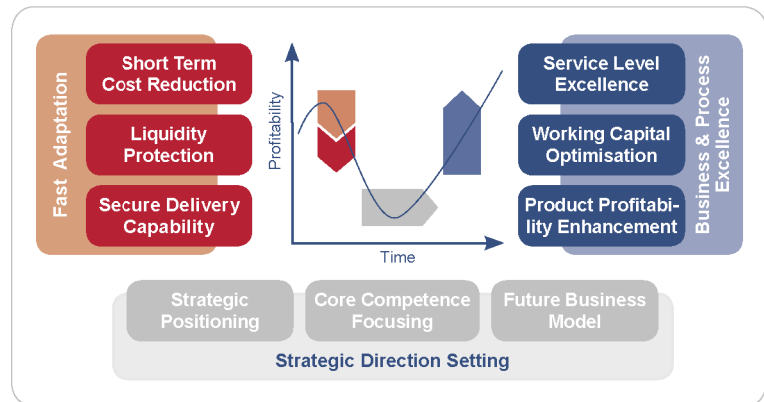 Fast Adaptation
Short Term
Cost Reduction
Liquidity
Protection
Secure Delivery
Capability
Profitability
Time
Service Level
Excellence
Working Capital
Optimisation
Product Profitabi-
lity Enhancement
Business & Process
Excellence
Strategic
Positioning
Core Competence
Focusing
Future Business
Model
Strategic Direction Setting